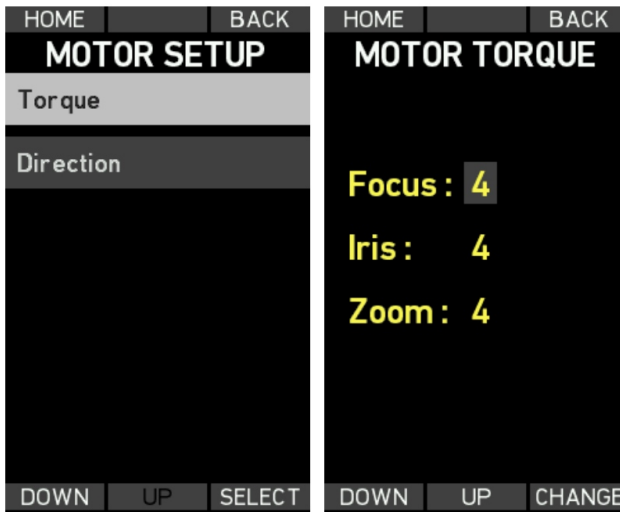 HOME BACK
MOTOR SETUP
Torque
Direction
DOWN UP SELECT
HOME BACK
MOTOR TORQUE
Focus: 4
Iris: 4
Zoom: 4
DOWN UP CHANGE